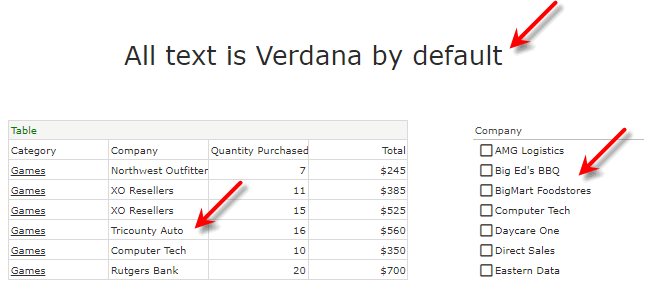 All text is Verdana by default
Table
Category Company Quantity Purchased Total
Games Northwest Outfitter 7 $245
Games XO Resellers 11 $385
Games XO Resellers 15 $525
Games Tricounty Auto 16 $560
Games Computer Tech 10 $350
Games Rutgers Bank 20 $700
Company
AMG Logistics
Big Ed's BBQ
BigMart Foodstores
Computer Tech
Daycare One
Direct Sales
Eastern Data